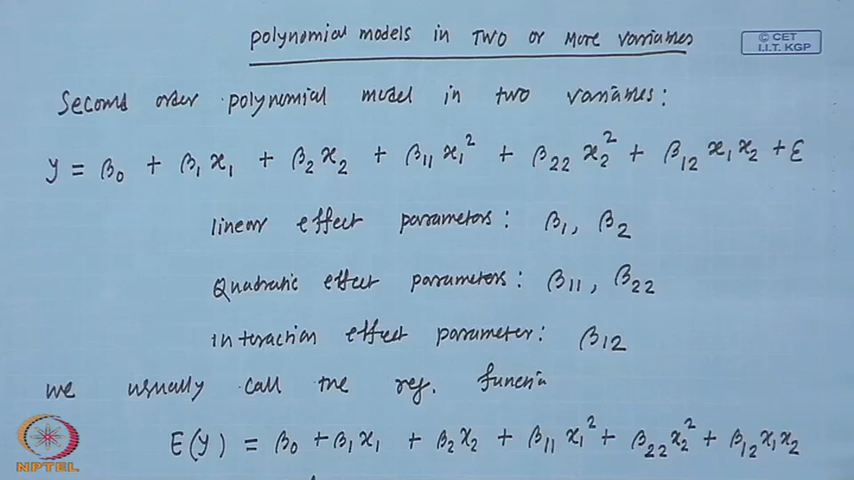 polynomial models in TWO or More variables
© CET
I.I.T. KGP
Second order polynomial model in two variables:
y = β₀ + β₁x₁ + β₂x₂ + β₁₁x₁² + β₂₂x₂² + β₁₂x₁x₂ + ε
linear effect parameters: β₁, β₂
Quadratic effect parameters: β₁₁, β₂₂
interaction effect parameter: β₁₂
we usually call the reg. functin
E(y) = β₀ + β₁x₁ + β₂x₂ + β₁₁x₁² + β₂₂x₂² + β₁₂x₁x₂
NPTEL